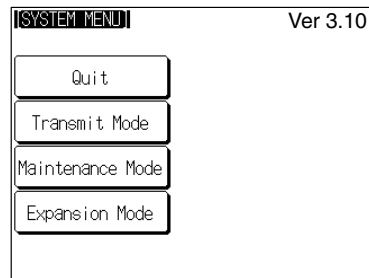 [SYSTEM MENU]
Ver 3.10
Quit
Transmit Mode
Maintenance Mode
Expansion Mode